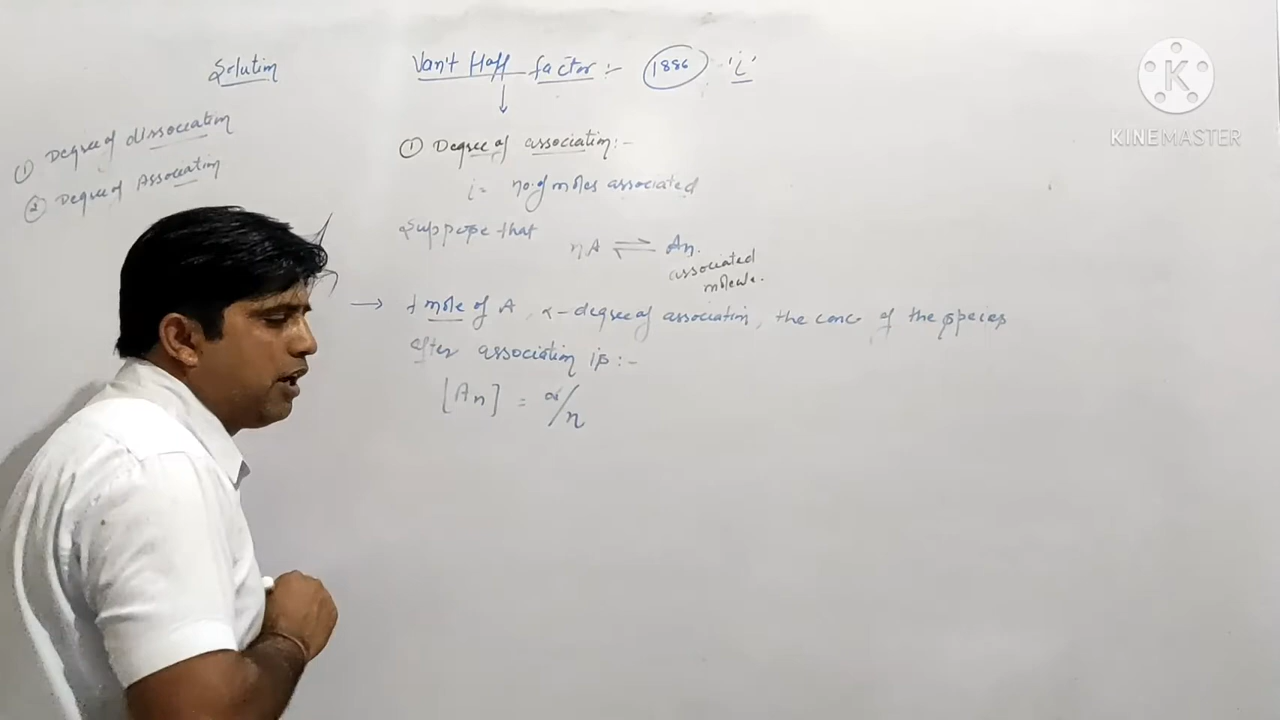 Solution
Van't Hoff factor :- 1886 'i'
① Degree of dissociation
② Degree of Association
① Degree of association:-
i = no. of moles associated
Suppose that
nA ⇌ An.
associated
molecule.
→ 1 mole of A, α - degree of association, the conc of the species
after association is :-
[An] = α/n
K
KINEMASTER